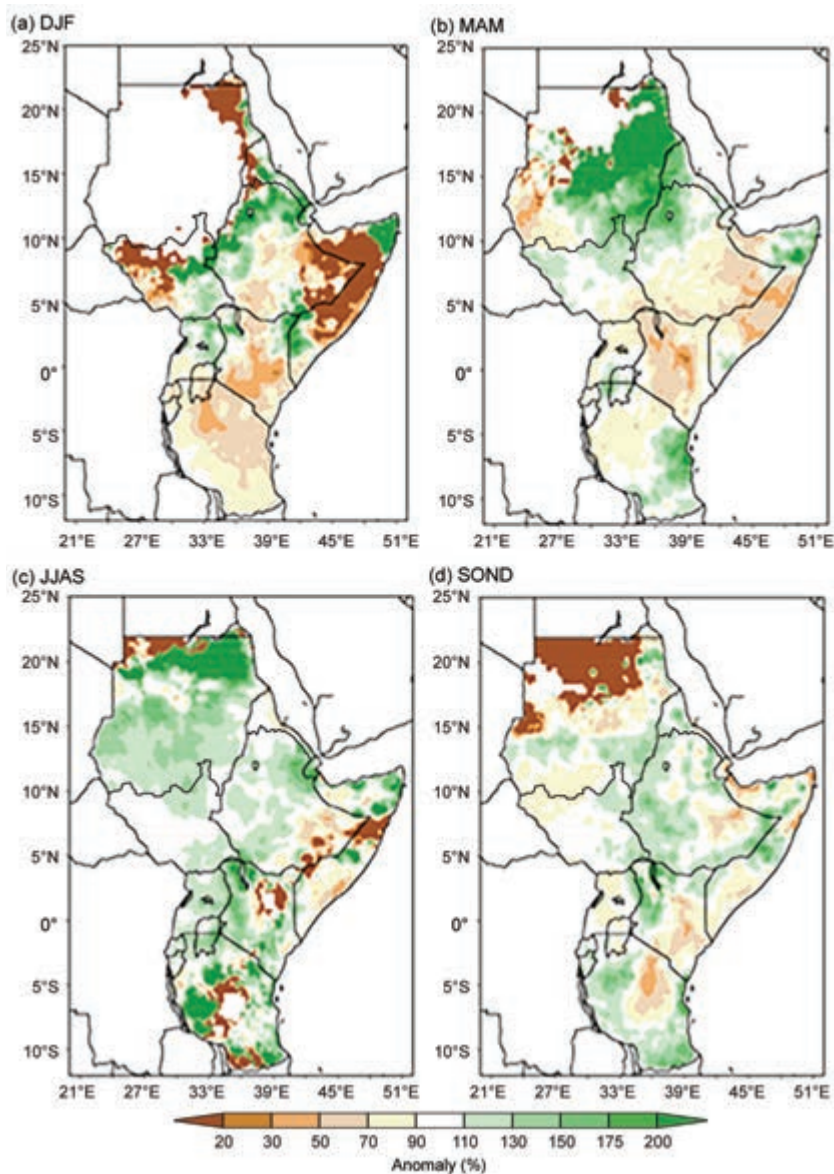 (a) DJF
25°N
20°N
15°N
10°N
5°N
0°
5°S
10°S
21°E 27°E 33°E 39°E 45°E 51°E
(b) MAM
25°N
20°N
15°N
10°N
5°N
0°
5°S
10°S
21°E 27°E 33°E 39°E 45°E 51°E
(c) JJAS
25°N
20°N
15°N
10°N
5°N
0°
5°S
10°S
21°E 27°E 33°E 39°E 45°E 51°E
(d) SOND
25°N
20°N
15°N
10°N
5°N
0°
5°S
10°S
21°E 27°E 33°E 39°E 45°E 51°E
20 30 50 70 90 110 130 150 175 200
Anomaly (%)